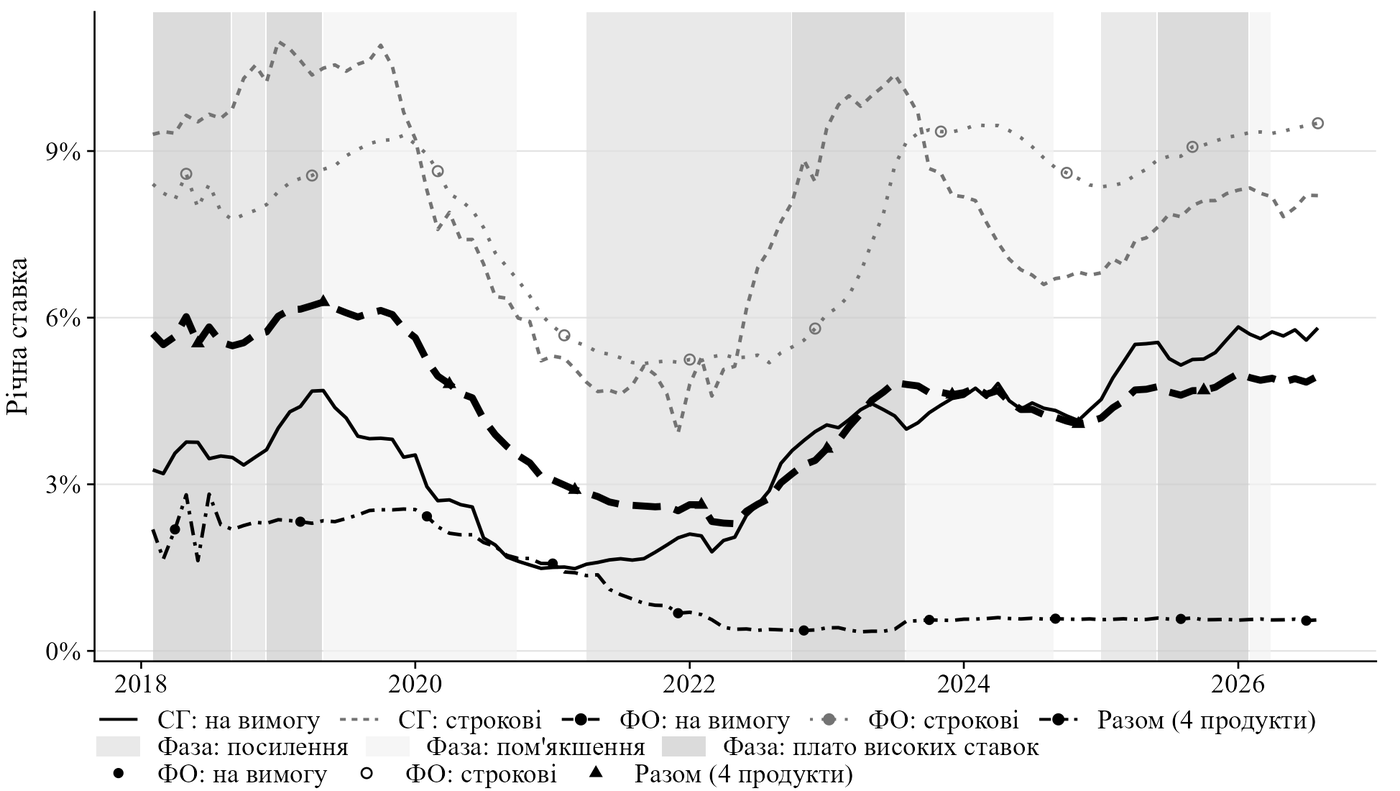 Річна ставка
9%
6%
3%
0%
2018 2020 2022 2024 2026
СГ: на вимогу СГ: строкові ФО: на вимогу ФО: строкові Разом (4 продукти)
Фаза: посилення Фаза: пом'якшення Фаза: плато високих ставок
ФО: на вимогу ФО: строкові Разом (4 продукти)